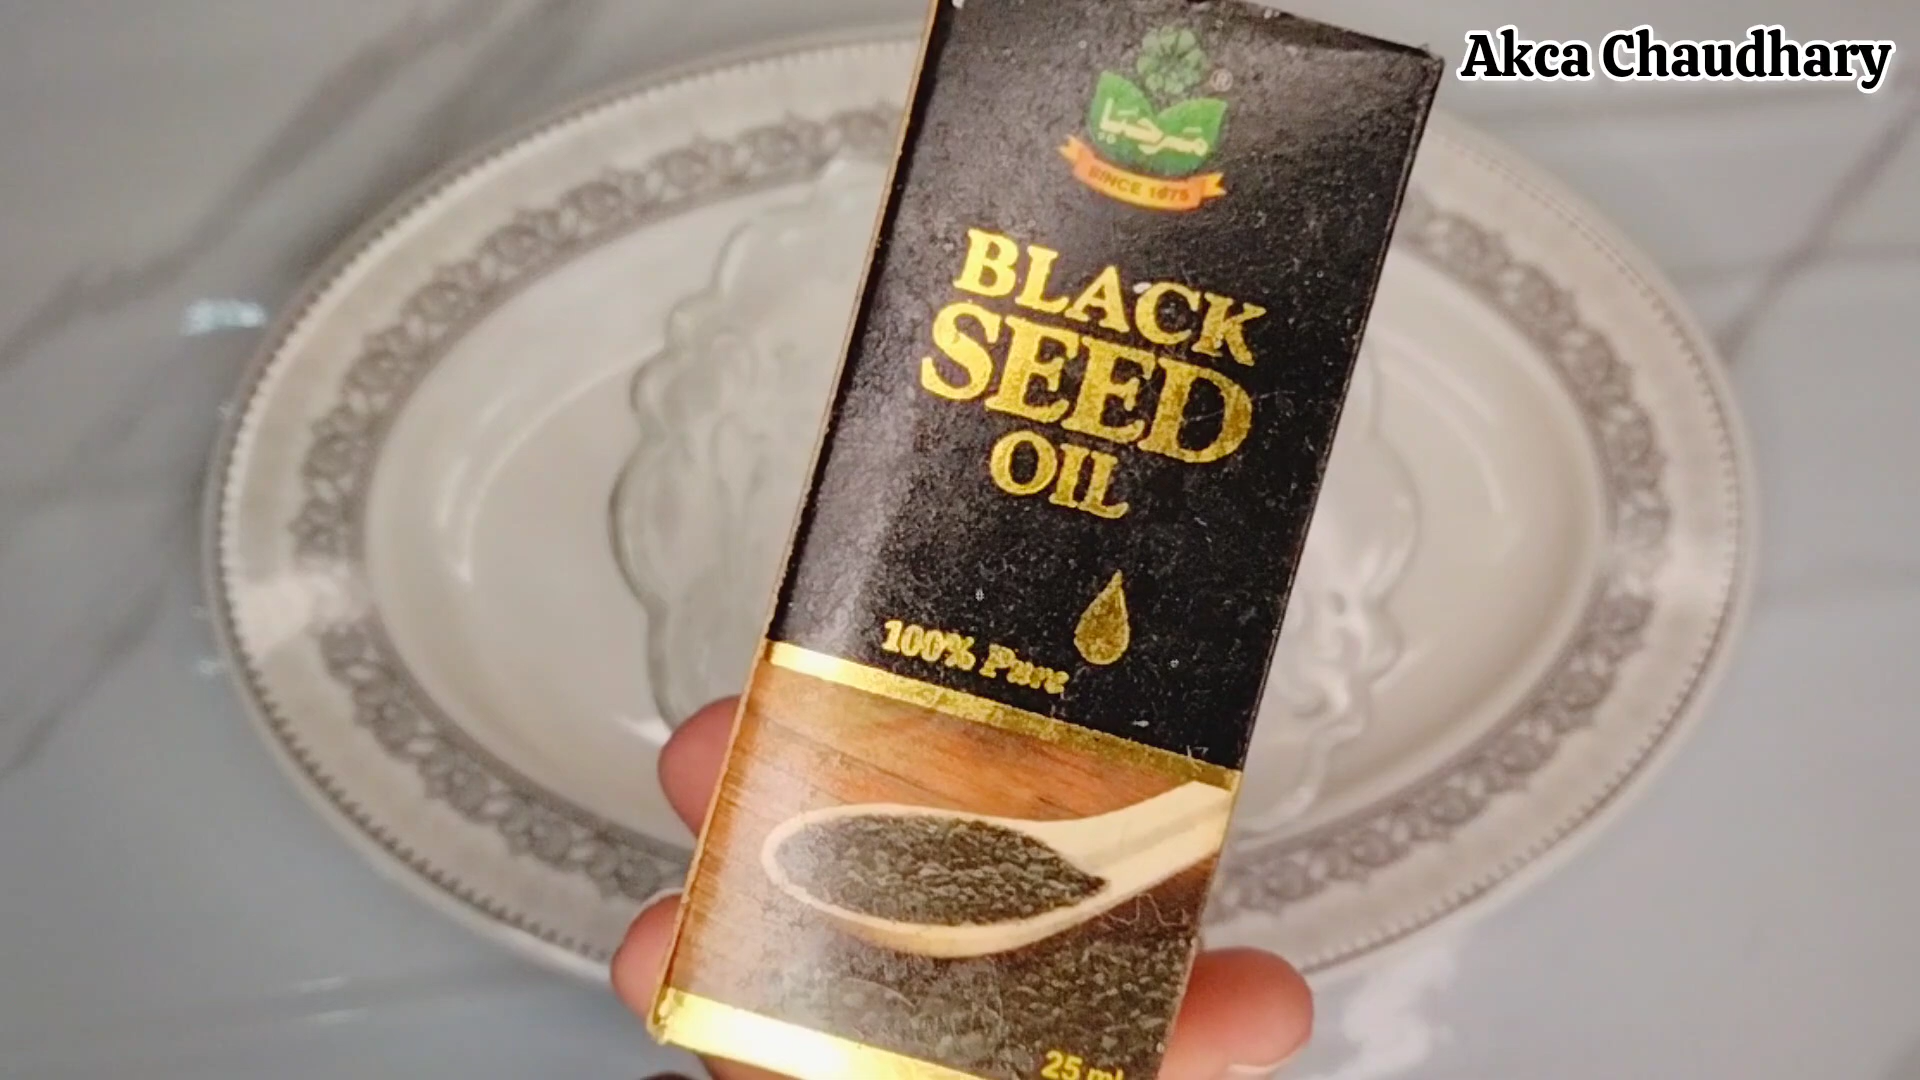 Akca Chaudhary
مرحبا
SINCE 1875
BLACK
SEED
OIL
100% Pure
25 ml